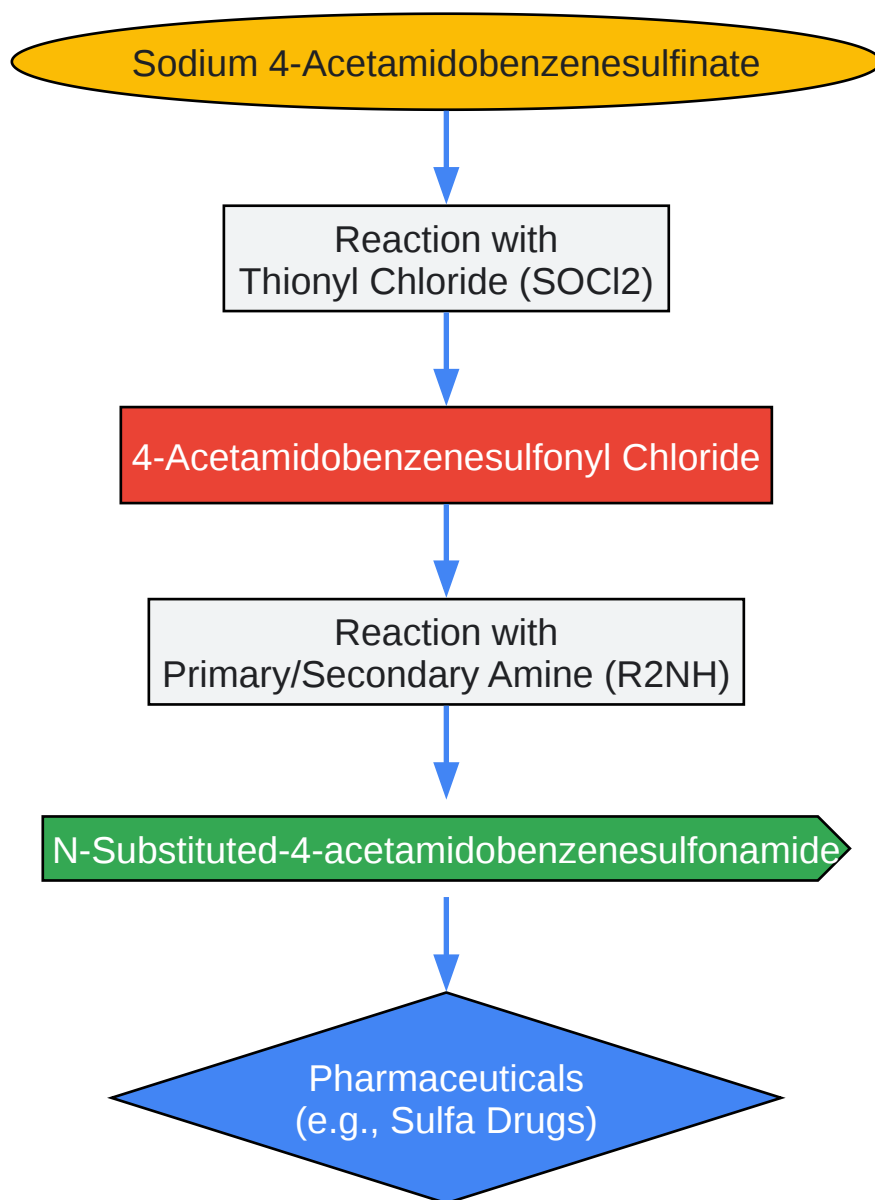 Sodium 4-Acetamidobenzenesulfinate
Reaction with
Thionyl Chloride (SOCl2)
4-Acetamidobenzenesulfonyl Chloride
Reaction with
Primary/Secondary Amine (R2NH)
N-Substituted-4-acetamidobenzenesulfonamide
Pharmaceuticals
(e.g., Sulfa Drugs)